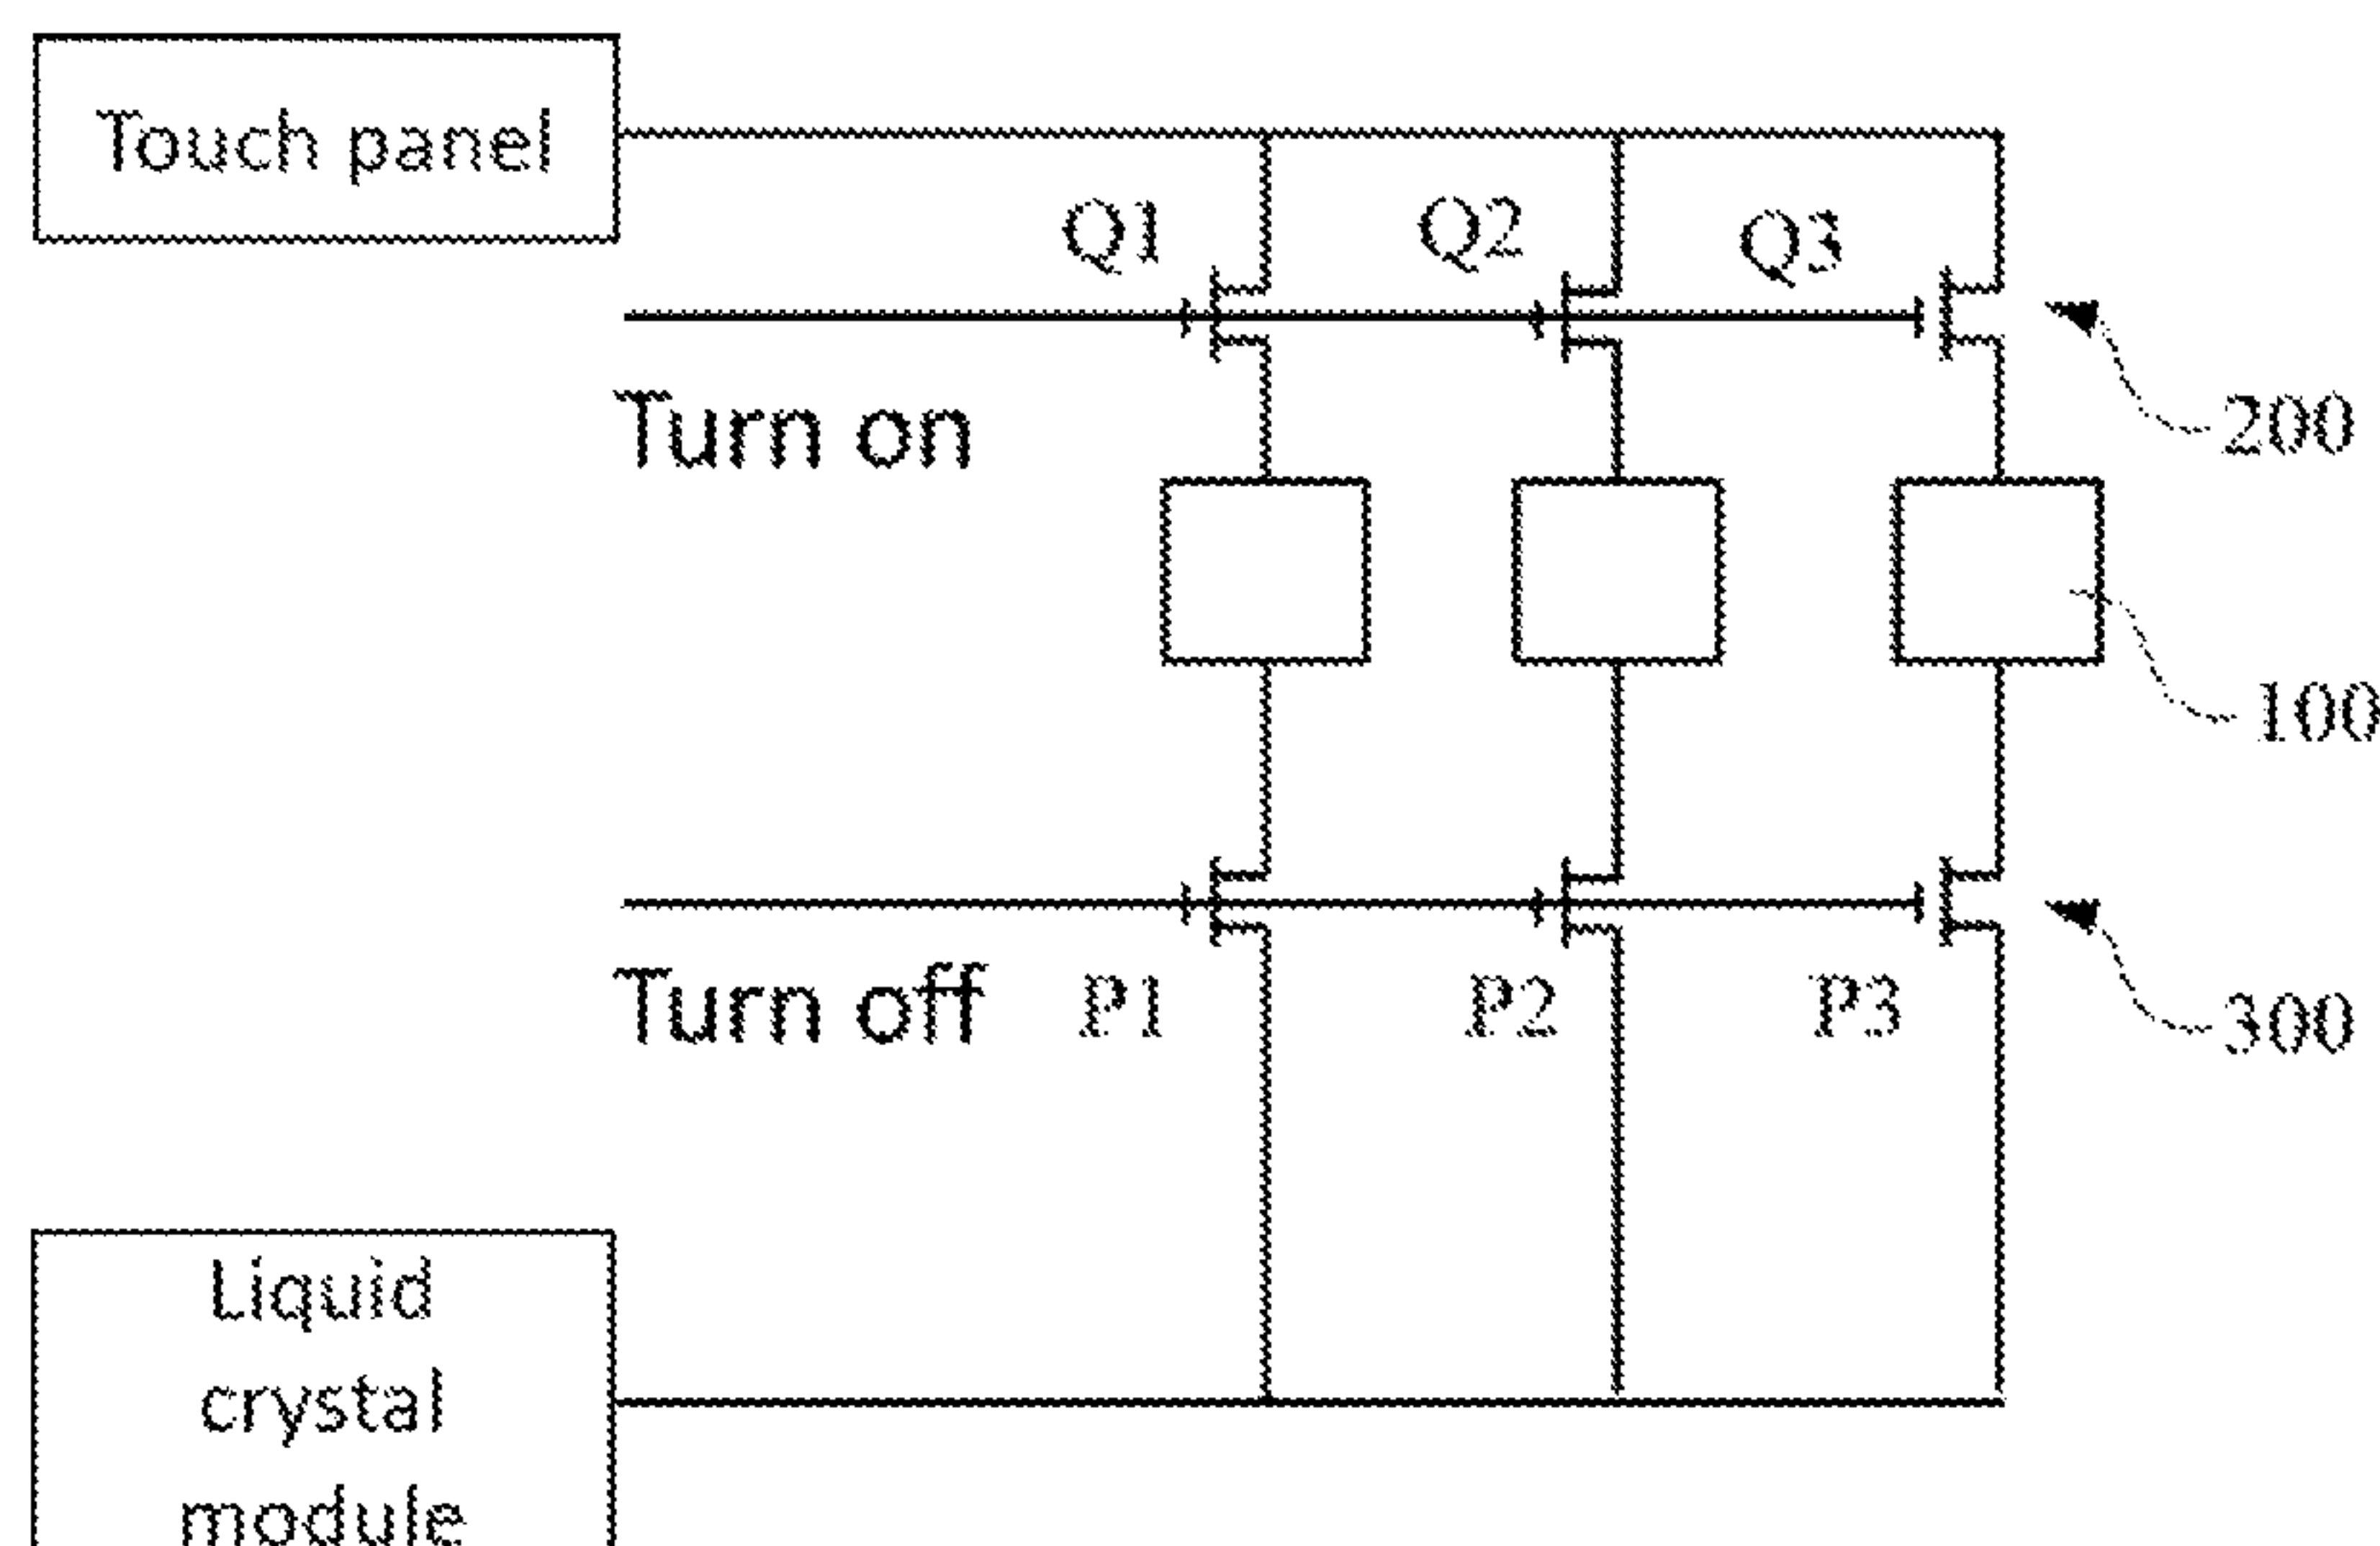 Touch panel
Q1
Q2
Q3
Turn on
200
100
Turn off
P1
P2
P3
300
Liquid
crystal
module